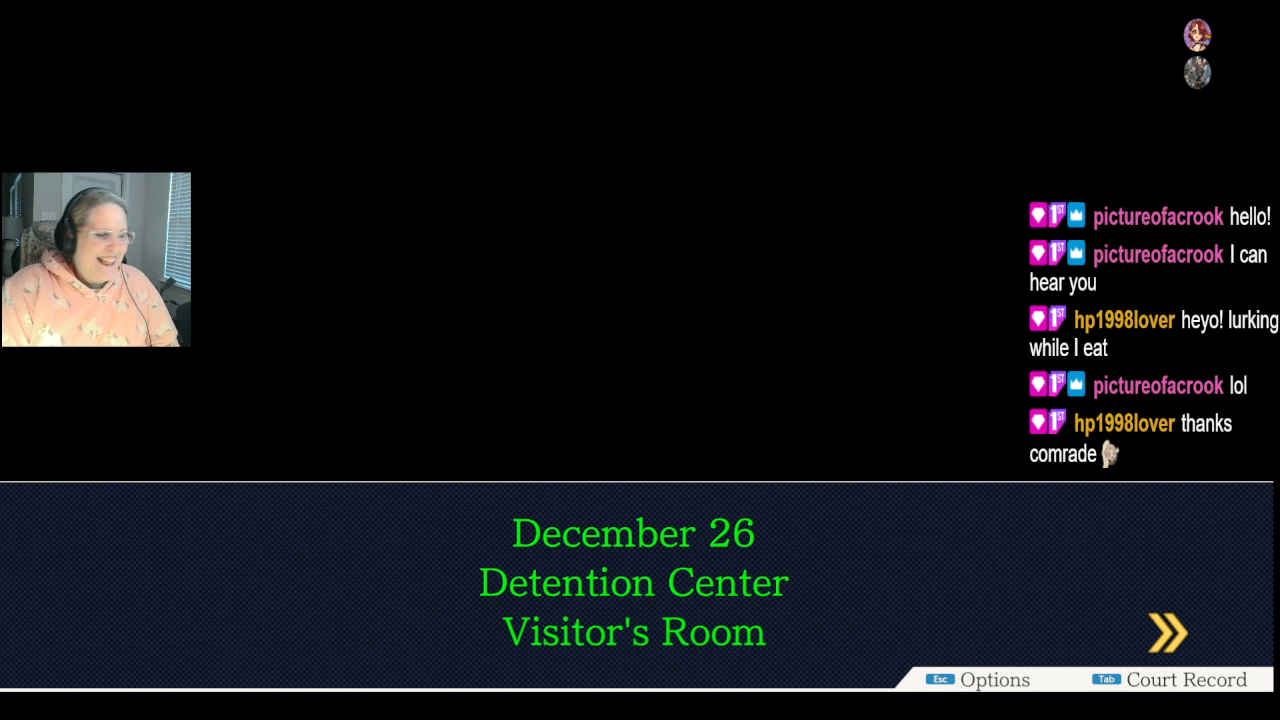 pictureofacrook hello!
pictureofacrook I can
hear you
hp1998lover heyo! lurking
while I eat
pictureofacrook lol
hp1998lover thanks
comrade
December 26
Detention Center
Visitor's Room
Esc Options Tab Court Record